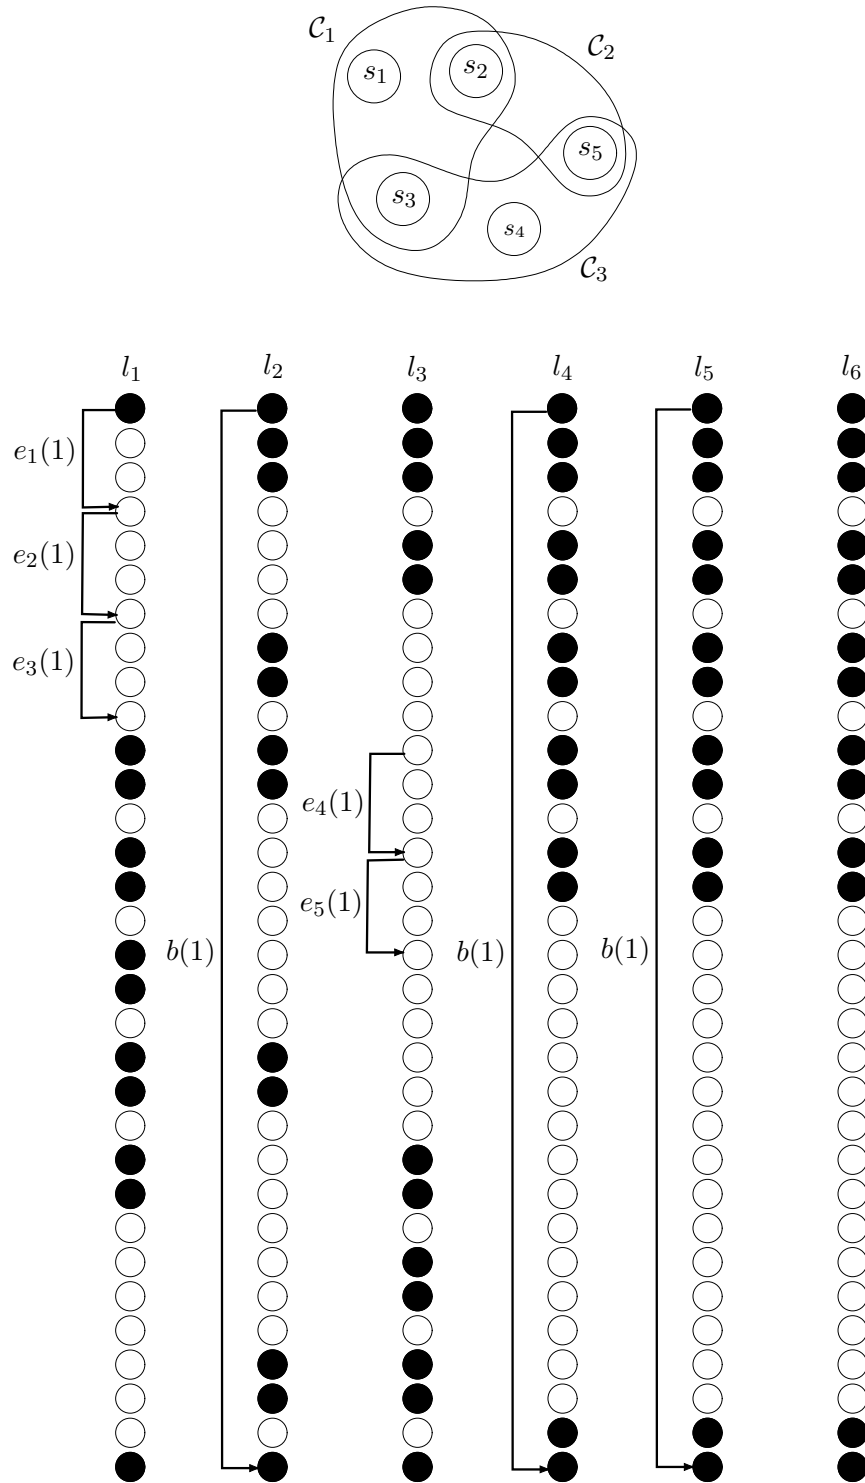 𝒞₁
𝒞₂
s₁ s₂
s₅
s₃
s₄
𝒞₃
l₁ l₂ l₃ l₄ l₅ l₆
e₁(1)
e₂(1)
e₃(1)
e₄(1)
e₅(1)
b(1) b(1) b(1)